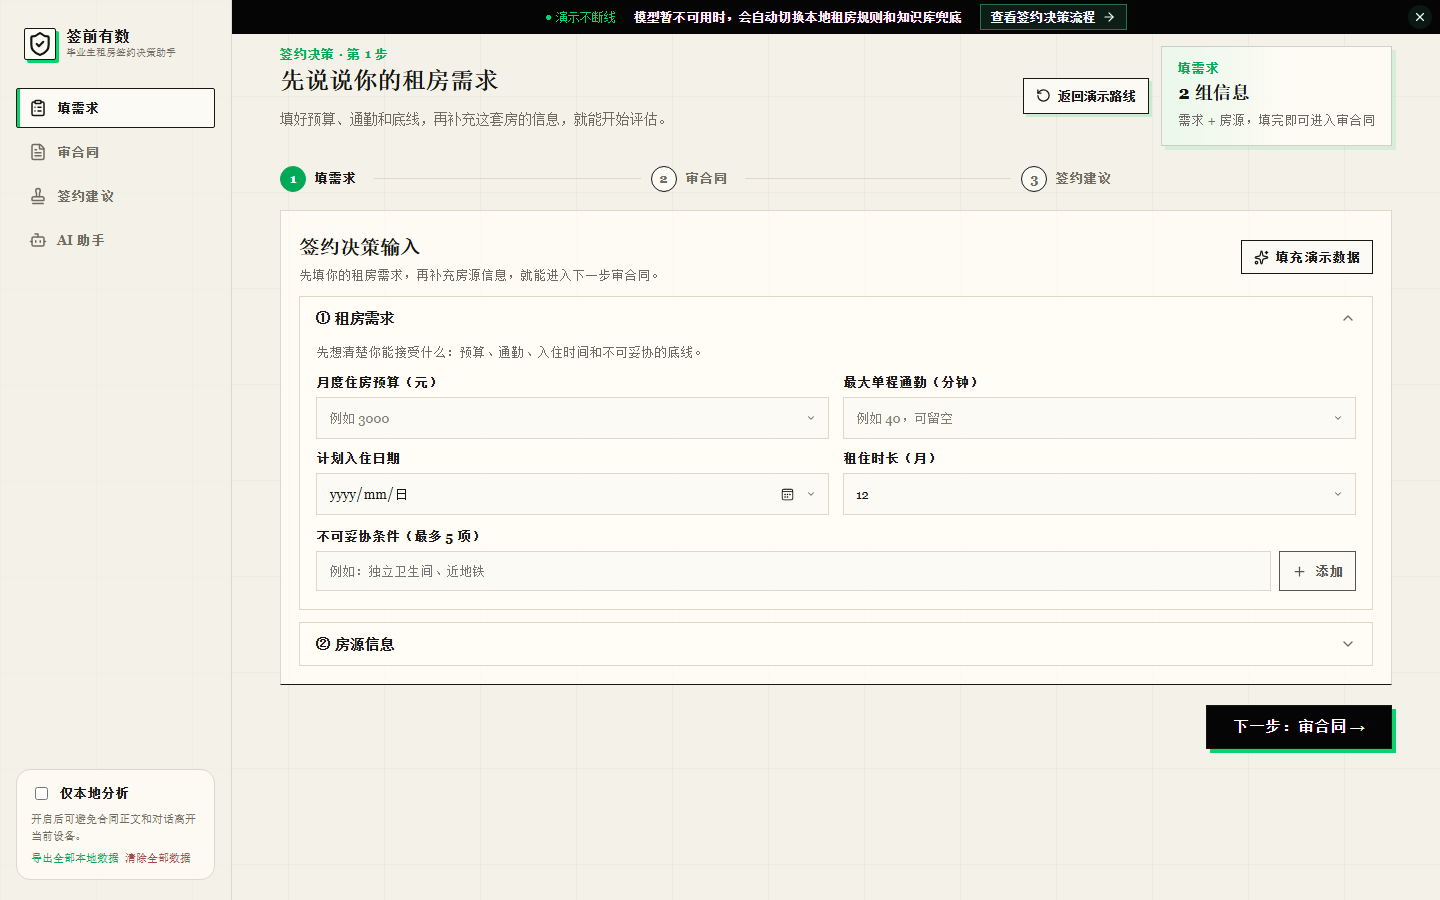 签前有数
毕业生租房签约决策助手
填需求
审合同
签约建议
AI 助手
仅本地分析
开启后可避免合同正文和对话离开
当前设备。
导出全部本地数据 清除全部数据
演示不断线 模型暂不可用时，会自动切换本地租房规则和知识库兜底 查看签约决策流程 →
签约决策 · 第 1 步
先说说你的租房需求
填好预算、通勤和底线，再补充这套房的信息，就能开始评估。
返回演示路线
填需求
2 组信息
需求 + 房源，填完即可进入审合同
1 填需求
2 审合同
3 签约建议
签约决策输入
先填你的租房需求，再补充房源信息，就能进入下一步审合同。
填充演示数据
① 租房需求
先想清楚你能接受什么：预算、通勤、入住时间和不可妥协的底线。
月度住房预算（元）
例如 3000
最大单程通勤（分钟）
例如 40，可留空
计划入住日期
yyyy/mm/日
租住时长（月）
12
不可妥协条件（最多 5 项）
例如：独立卫生间、近地铁
添加
② 房源信息
下一步：审合同→